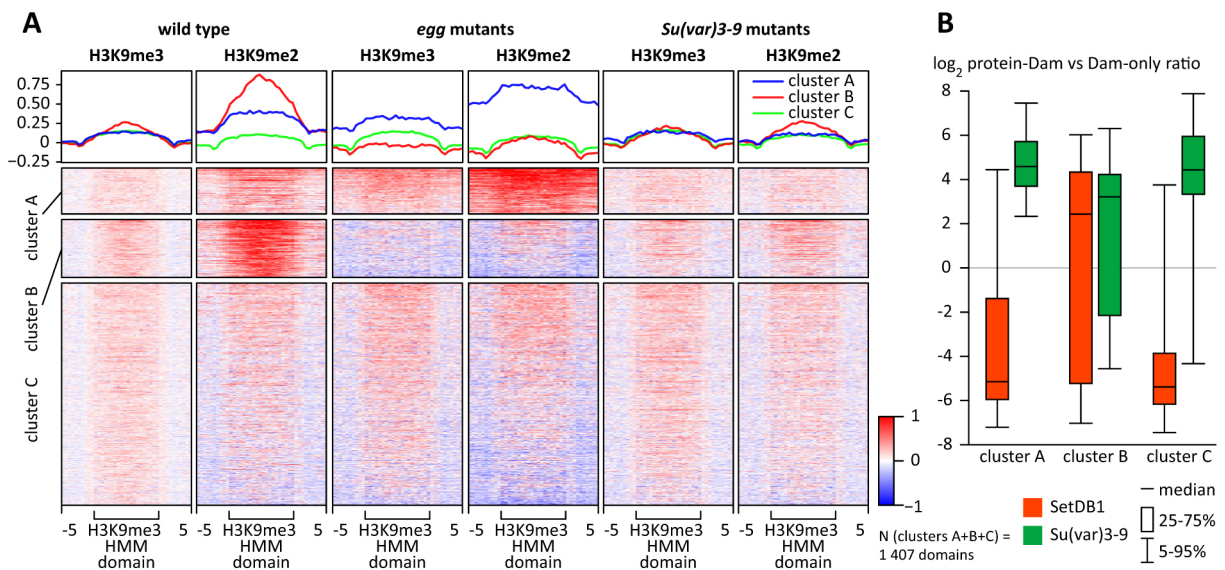 A
wild type
egg mutants
Su(var)3-9 mutants
H3K9me3
H3K9me2
H3K9me3
H3K9me2
H3K9me3
H3K9me2
0.75
0.50
0.25
0
−0.25
cluster A
cluster B
cluster C
cluster A
cluster B
cluster C
-5 H3K9me3 5
HMM
domain
-5 H3K9me3 5
HMM
domain
-5 H3K9me3 5
HMM
domain
-5 H3K9me3 5
HMM
domain
-5 H3K9me3 5
HMM
domain
-5 H3K9me3 5
HMM
domain
1
0
−1
N (clusters A+B+C) =
1 407 domains
B
log2 protein-Dam vs Dam-only ratio
8
6
4
2
0
-2
-4
-6
-8
cluster A
cluster B
cluster C
SetDB1
Su(var)3-9
median
25-75%
5-95%